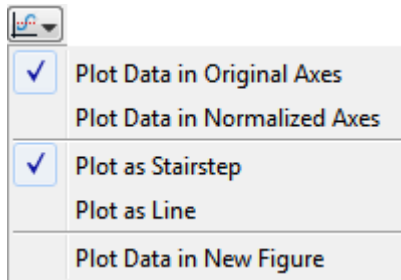 Plot Data in Original Axes
Plot Data in Normalized Axes
Plot as Stairstep
Plot as Line
Plot Data in New Figure